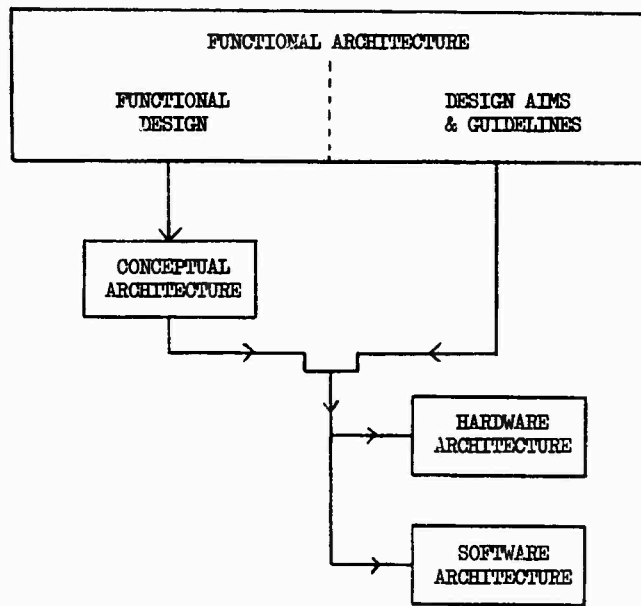 FUNCTIONAL ARCHITECTURE
FUNCTIONAL
DESIGN
DESIGN AIMS
& GUIDELINES
CONCEPTUAL
ARCHITECTURE
HARDWARE
ARCHITECTURE
SOFTWARE
ARCHITECTURE